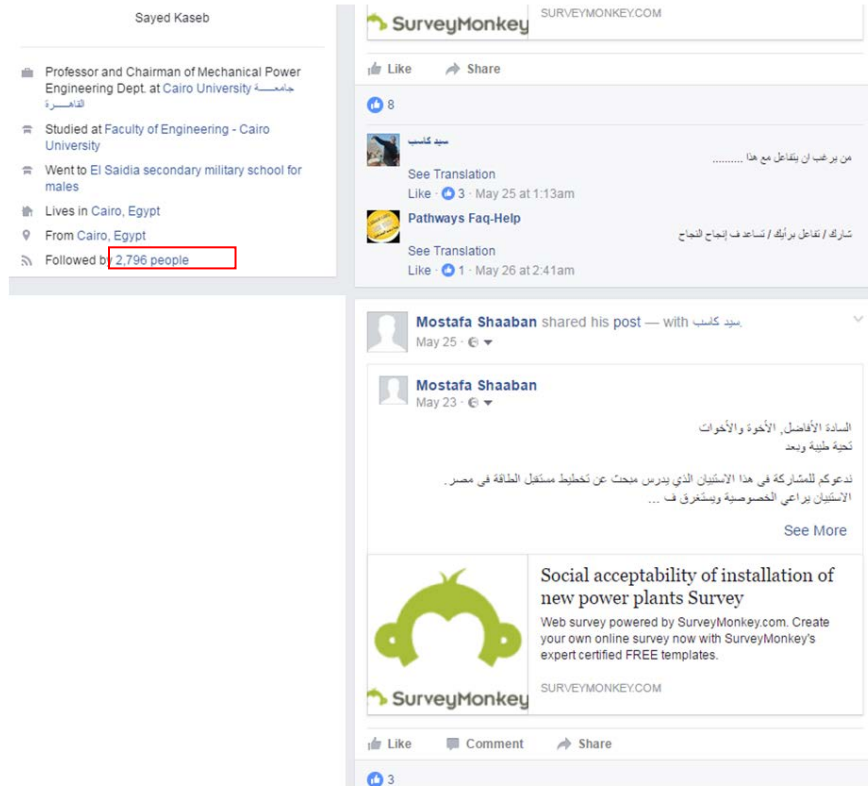 Sayed Kaseb
Professor and Chairman of Mechanical Power
Engineering Dept. at Cairo University جامعـــــة
القاهـــــرة
Studied at Faculty of Engineering - Cairo
University
Went to El Saidia secondary military school for
males
Lives in Cairo, Egypt
From Cairo, Egypt
Followed by 2,796 people
SurveyMonkey
SURVEYMONKEY.COM
Like Share
8
سيد كاسب
من يرغب ان يتفاعل مع هذا ..........
See Translation
Like · 3 · May 25 at 1:13am
Pathways Faq-Help
شارك / تفاعل برأيك / تساعد ف إنجاح النجاح
See Translation
Like · 1 · May 26 at 2:41am
Mostafa Shaaban shared his post — with سيد كاسب.
May 25 ·
Mostafa Shaaban
May 23 ·
السادة الأفاضل, الأخوة والأخوات
تحية طيبة وبعد
ندعوكم للمشاركة في هذا الاستبيان الذي يدرس مبحث عن تخطيط مستقبل الطاقة في مصر.
الاستبيان يراعي الخصوصية ويستغرق ف ...
See More
Social acceptability of installation of
new power plants Survey
Web survey powered by SurveyMonkey.com. Create
your own online survey now with SurveyMonkey's
expert certified FREE templates.
SURVEYMONKEY.COM
SurveyMonkey
Like Comment Share
3